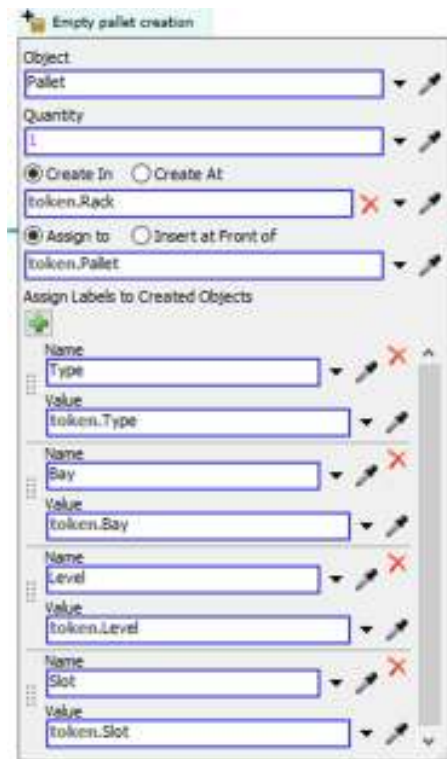 Empty pallet creation
Object
Pallet
Quantity
1
Create In Create At
token.Rack
Assign to Insert at Front of
token.Pallet
Assign Labels to Created Objects
Name
Type
Value
token.Type
Name
Bay
Value
token.Bay
Name
Level
Value
token.Level
Name
Slot
Value
token.Slot